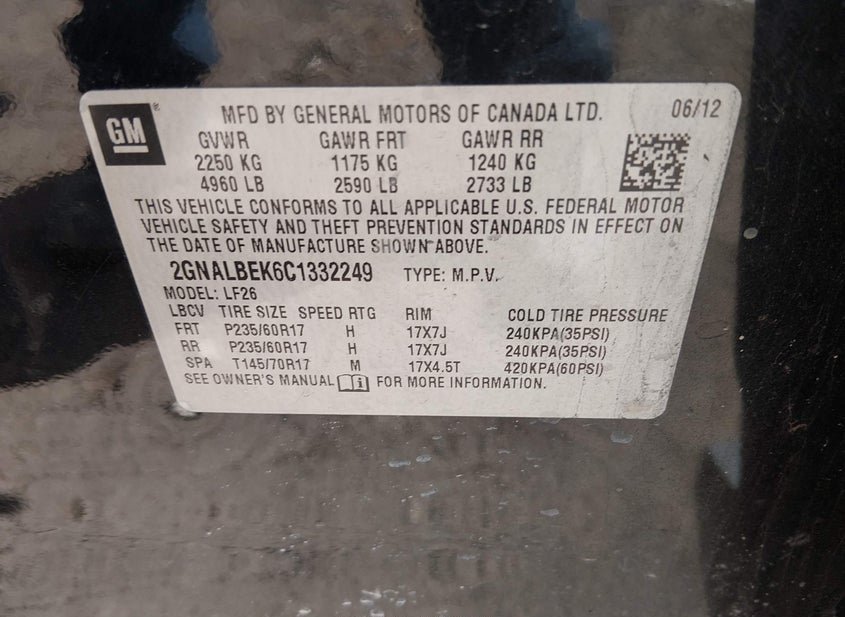 GM
MFD BY GENERAL MOTORS OF CANADA LTD. 06/12
GVWR GAWR FRT GAWR RR
2250 KG 1175 KG 1240 KG
4960 LB 2590 LB 2733 LB
THIS VEHICLE CONFORMS TO ALL APPLICABLE U.S. FEDERAL MOTOR
VEHICLE SAFETY AND THEFT PREVENTION STANDARDS IN EFFECT ON
THE DATE OF MANUFACTURE SHOWN ABOVE.
2GNALBEK6C1332249 TYPE: M.P.V.
MODEL: LF26
LBCV TIRE SIZE SPEED RTG RIM COLD TIRE PRESSURE
FRT P235/60R17 H 17X7J 240KPA(35PSI)
RR P235/60R17 H 17X7J 240KPA(35PSI)
SPA T145/70R17 M 17X4.5T 420KPA(60PSI)
SEE OWNER'S MANUAL FOR MORE INFORMATION.